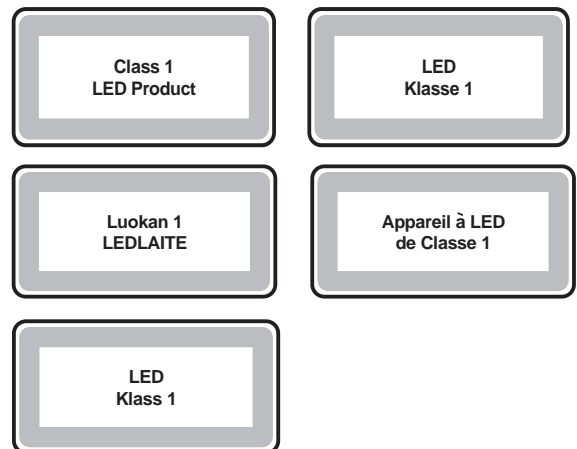 Class 1
LED Product
LED
Klasse 1
Luokan 1
LEDLAITE
Appareil à LED
de Classe 1
LED
Klass 1